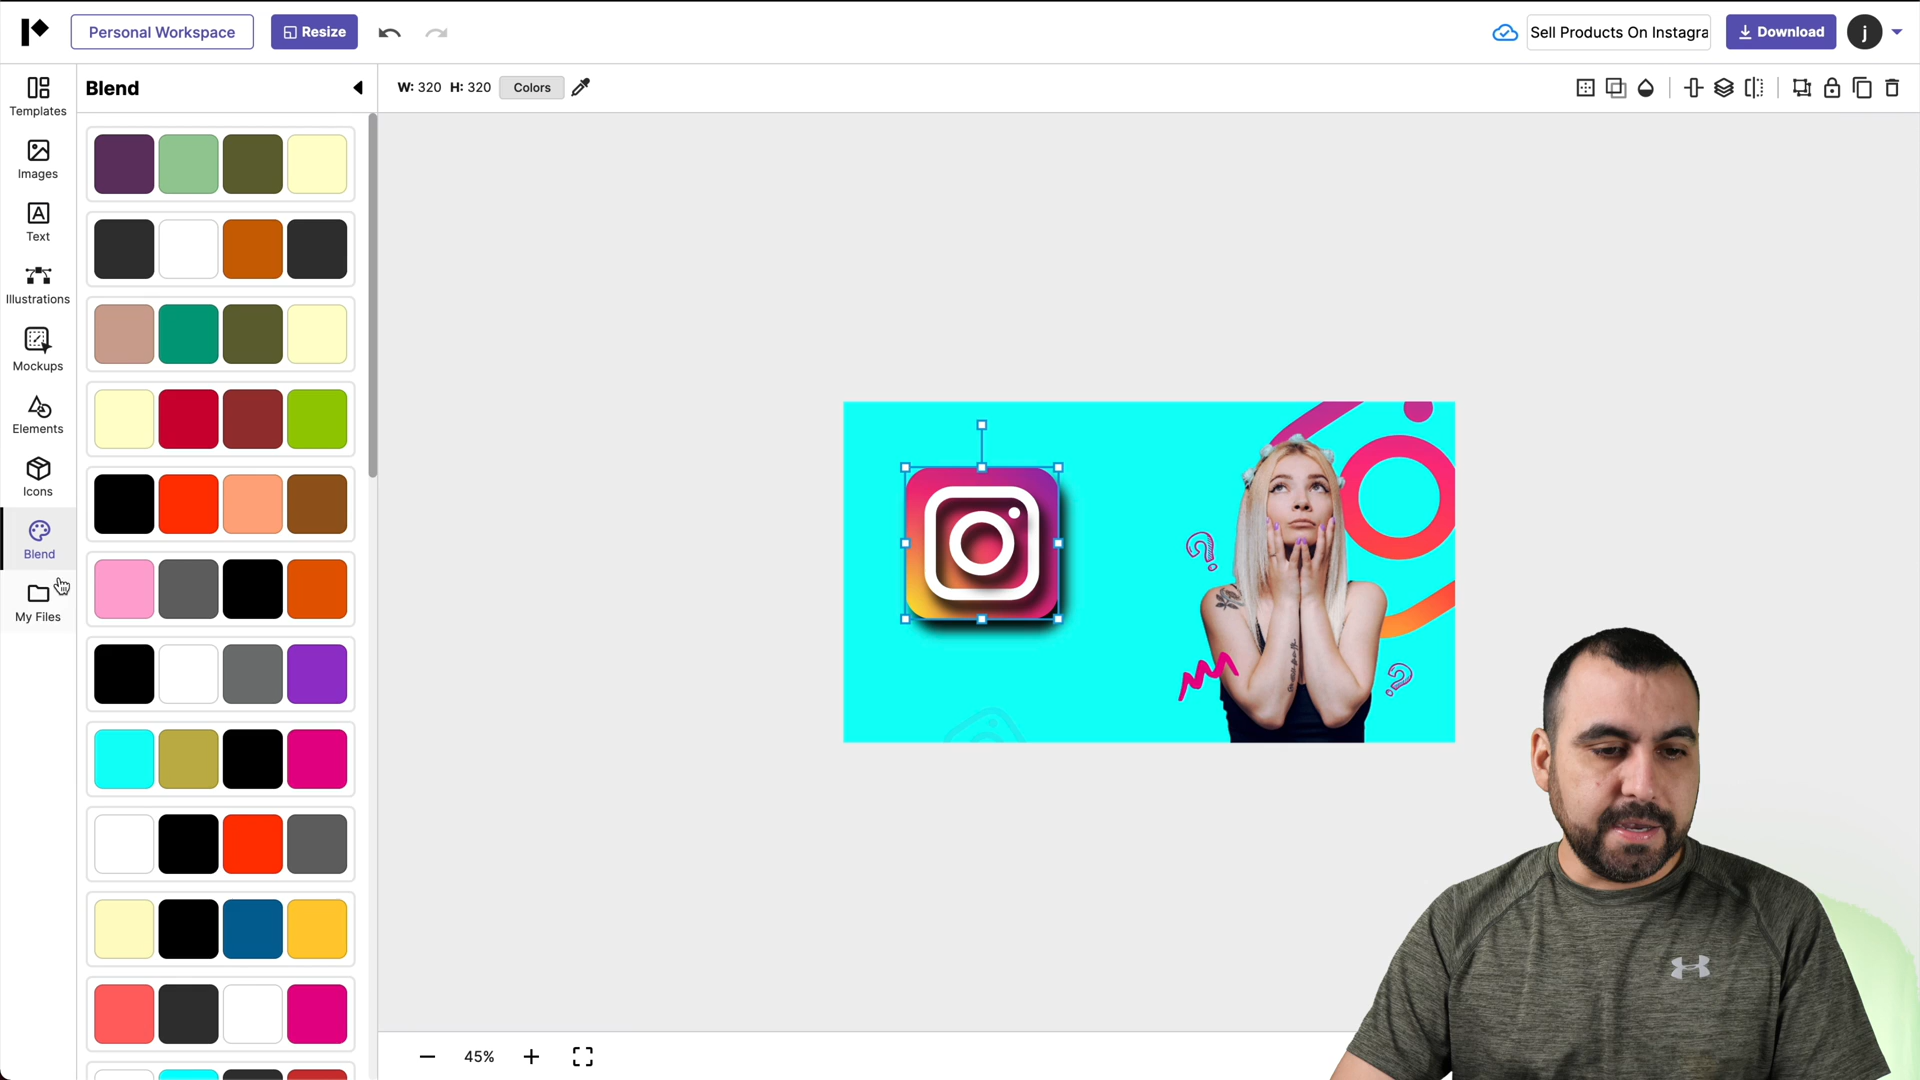 Personal Workspace
Resize
Sell Products On Instagra
Download
j
Templates
Images
Text
Illustrations
Mockups
Elements
Icons
Blend
My Files
Blend
W: 320 H: 320 Colors
45%